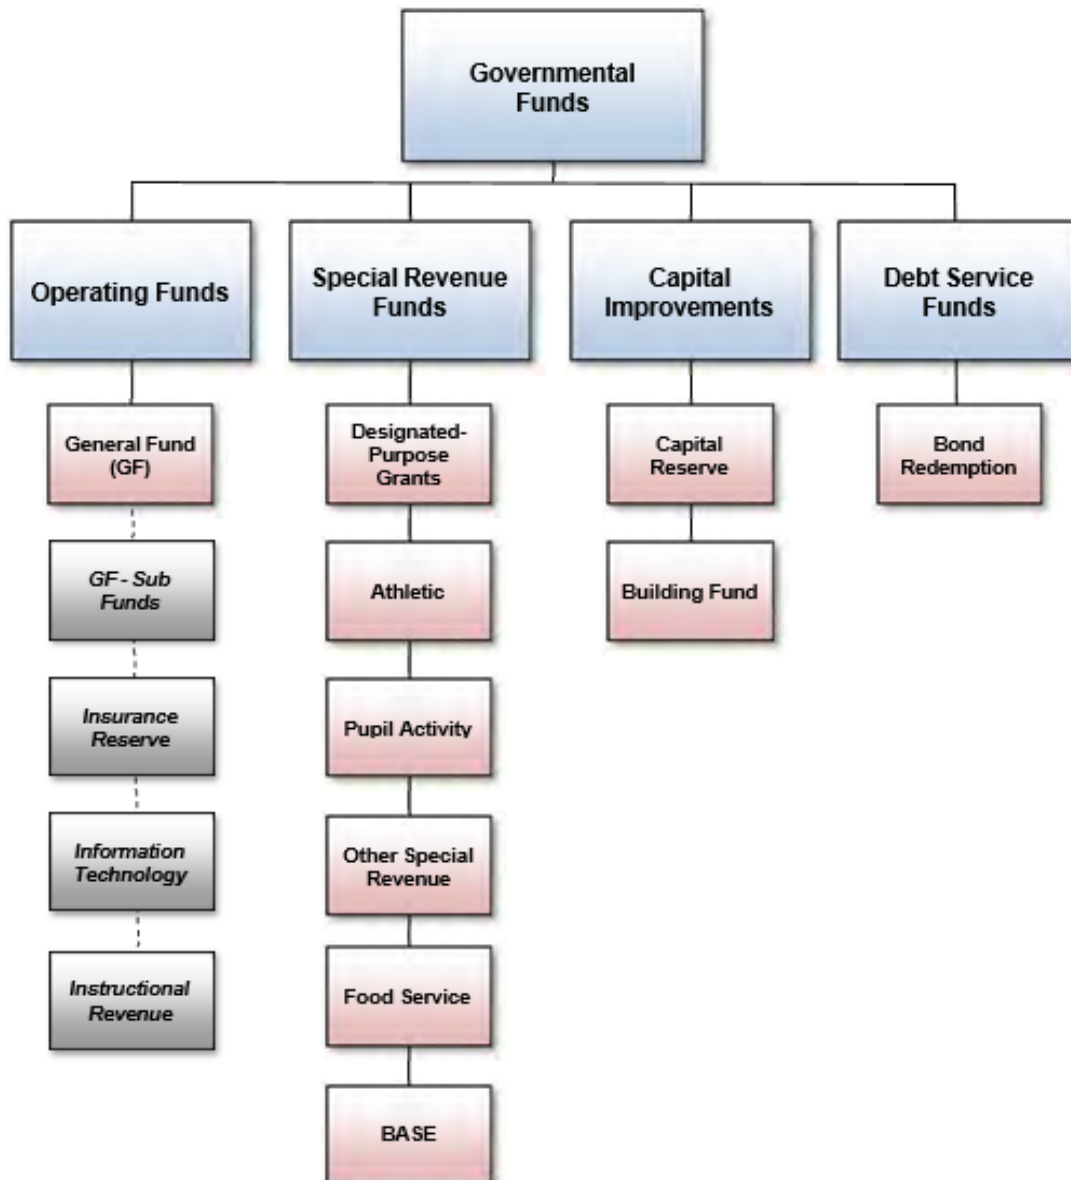 Governmental
Funds
Operating Funds
Special Revenue
Funds
Capital
Improvements
Debt Service
Funds
General Fund
(GF)
GF - Sub
Funds
Insurance
Reserve
Information
Technology
Instructional
Revenue
Designated-
Purpose
Grants
Athletic
Pupil Activity
Other Special
Revenue
Food Service
BASE
Capital
Reserve
Building Fund
Bond
Redemption